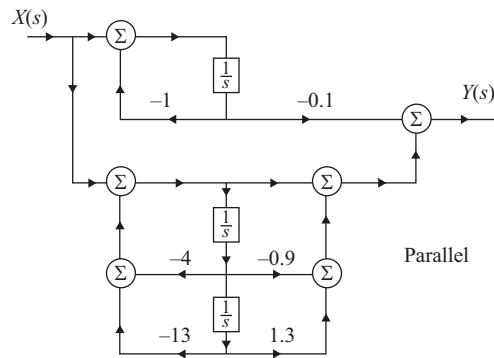 X(s)
Σ
1/s
–1
–0.1
Y(s)
Σ
Σ
Σ
1/s
Parallel
Σ
–4
–0.9
Σ
1/s
–13
1.3